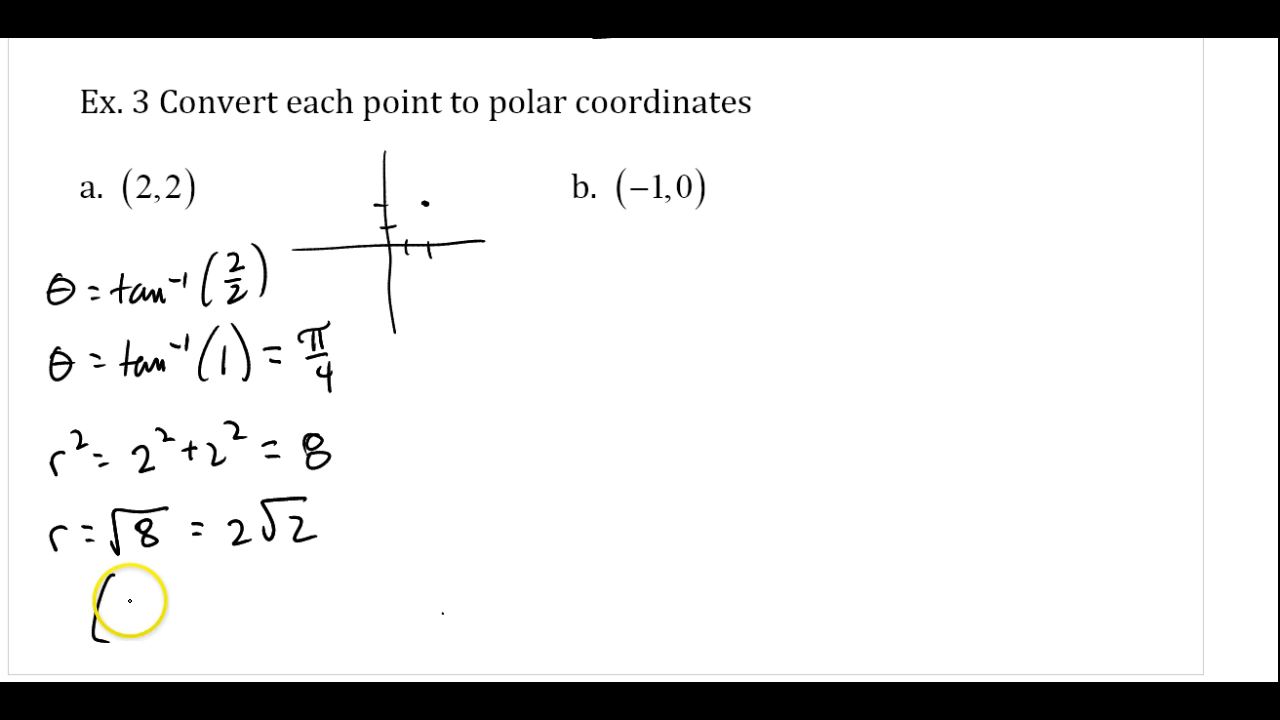 Ex. 3 Convert each point to polar coordinates
a. (2,2)
b. (−1,0)
θ = tan⁻¹(2/2)
θ = tan⁻¹(1) = π/4
r² = 2² + 2² = 8
r = √8 = 2√2
(